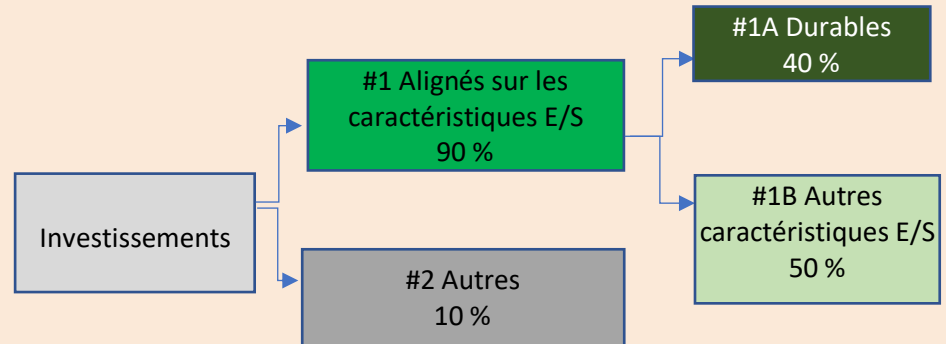 Investissements
#1 Alignés sur les
caractéristiques E/S
90 %
#2 Autres
10 %
#1A Durables
40 %
#1B Autres
caractéristiques E/S
50 %